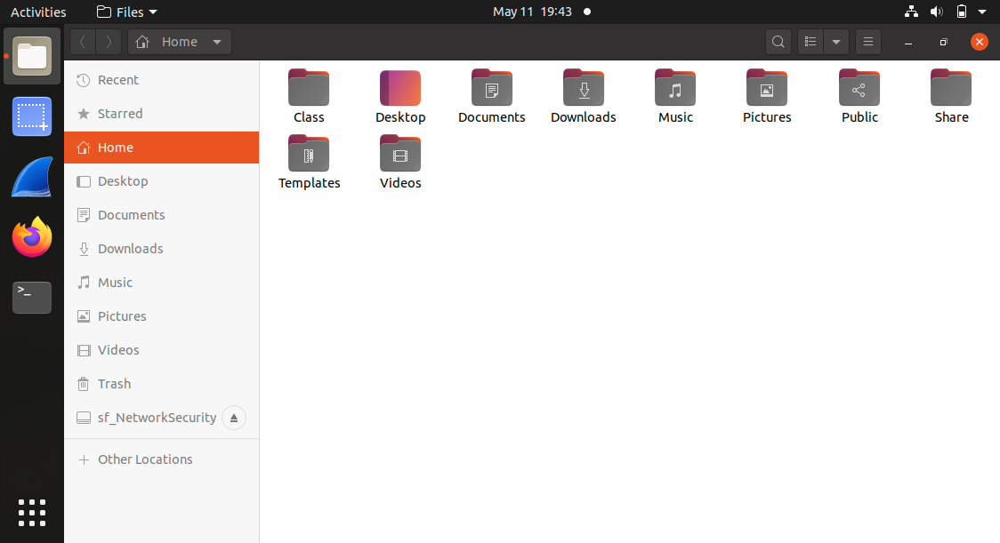 Activities
Files
May 11 19:43
Home
Recent
Starred
Home
Desktop
Documents
Downloads
Music
Pictures
Videos
Trash
sf_NetworkSecurity
Other Locations
Class
Desktop
Documents
Downloads
Music
Pictures
Public
Share
Templates
Videos
>_